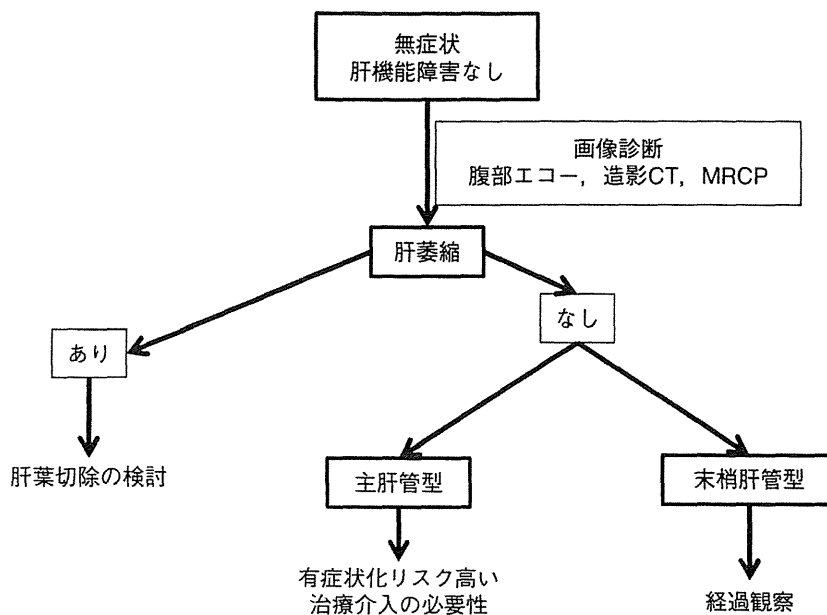 無症状
肝機能障害なし
画像診断
腹部エコー，造影CT，MRCP
肝萎縮
あり
なし
肝葉切除の検討
主肝管型
末梢肝管型
有症状化リスク高い
治療介入の必要性
経過観察